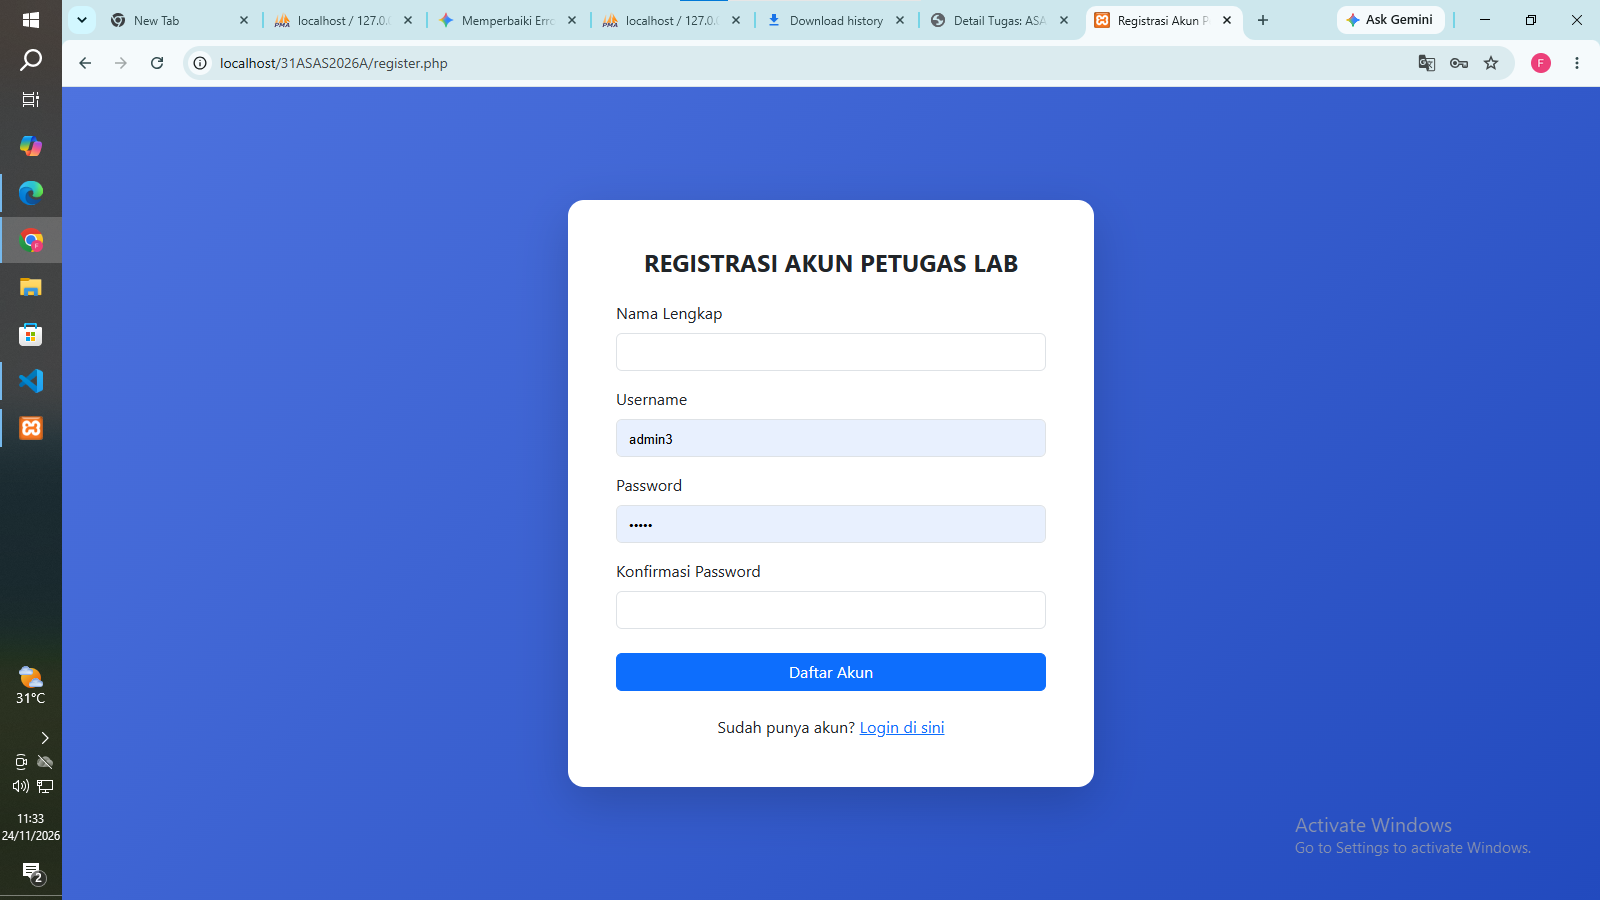 New Tab
localhost / 127.0.
Memperbaiki Erro
localhost / 127.0.
Download history
Detail Tugas: ASA
Registrasi Akun P
Ask Gemini
localhost/31ASAS2026A/register.php
F
REGISTRASI AKUN PETUGAS LAB
Nama Lengkap
Username
admin3
Password
•••••
Konfirmasi Password
Daftar Akun
Sudah punya akun? Login di sini
Activate Windows
Go to Settings to activate Windows.
31°C
11:33
24/11/2026
2